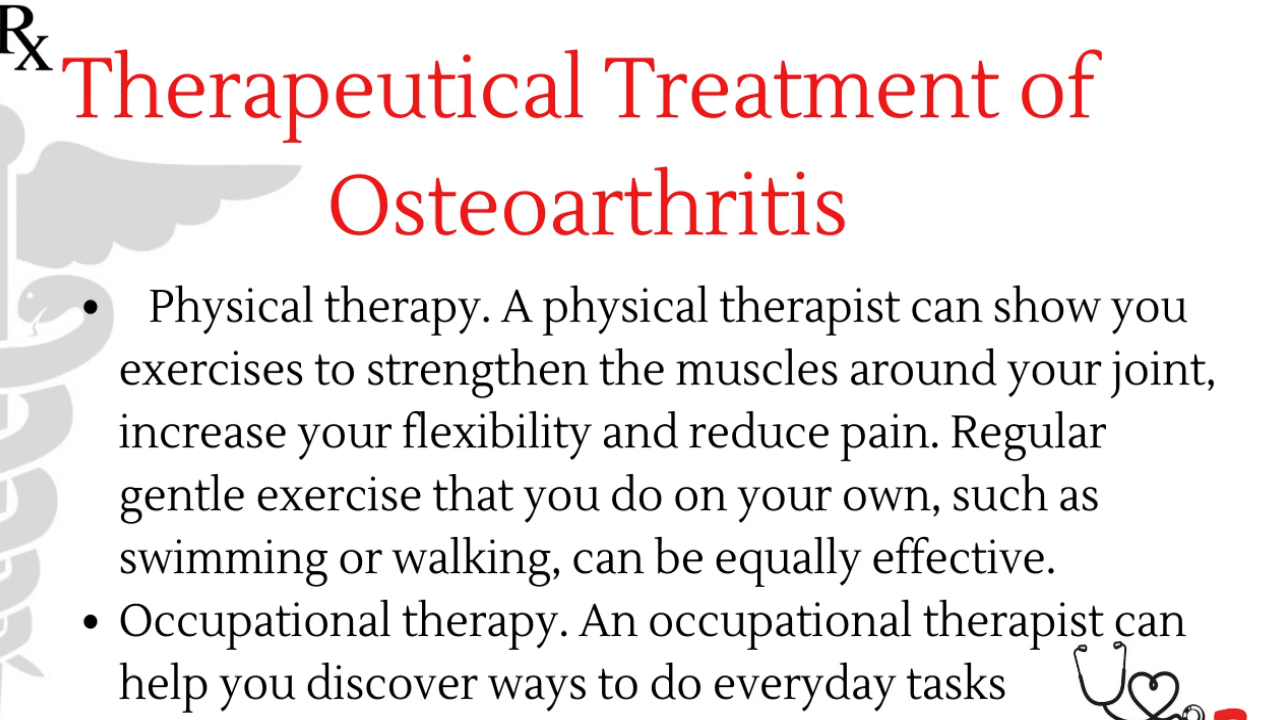 Rx
Therapeutical Treatment of
Osteoarthritis
• Physical therapy. A physical therapist can show you
exercises to strengthen the muscles around your joint,
increase your flexibility and reduce pain. Regular
gentle exercise that you do on your own, such as
swimming or walking, can be equally effective.
• Occupational therapy. An occupational therapist can
help you discover ways to do everyday tasks